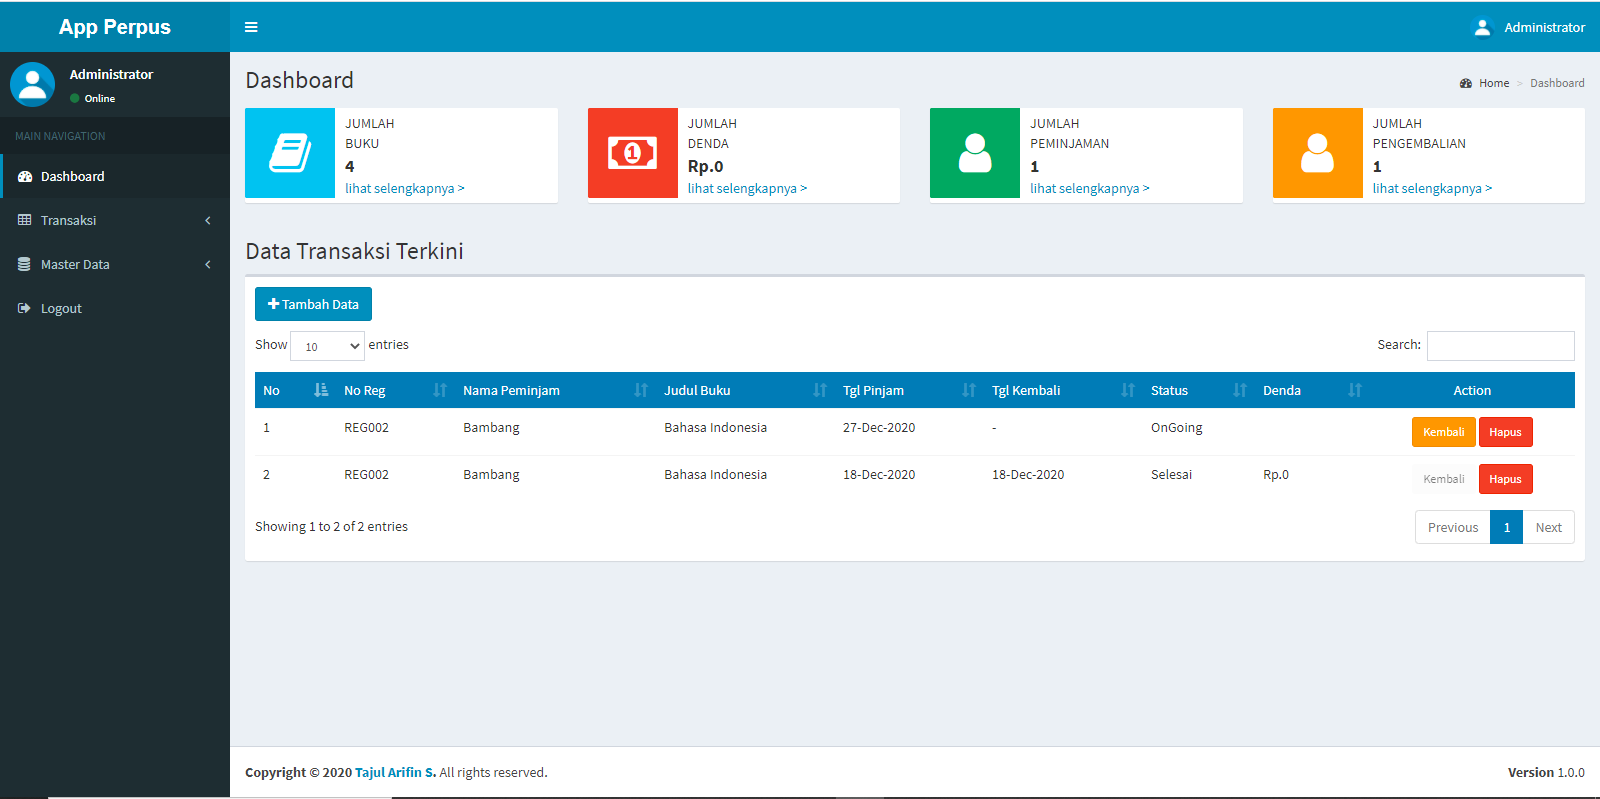 App Perpus
Administrator
Administrator
Online
MAIN NAVIGATION
Dashboard
Transaksi
Master Data
Logout
Dashboard
Home > Dashboard
JUMLAH
BUKU
4
lihat selengkapnya >
JUMLAH
DENDA
Rp.0
lihat selengkapnya >
JUMLAH
PEMINJAMAN
1
lihat selengkapnya >
JUMLAH
PENGEMBALIAN
1
lihat selengkapnya >
Data Transaksi Terkini
Tambah Data
Show 10 entries
Search:
No No Reg Nama Peminjam Judul Buku Tgl Pinjam Tgl Kembali Status Denda Action
1 REG002 Bambang Bahasa Indonesia 27-Dec-2020 - OnGoing Kembali Hapus
2 REG002 Bambang Bahasa Indonesia 18-Dec-2020 18-Dec-2020 Selesai Rp.0 Kembali Hapus
Showing 1 to 2 of 2 entries
Previous 1 Next
Copyright © 2020 Tajul Arifin S. All rights reserved.
Version 1.0.0